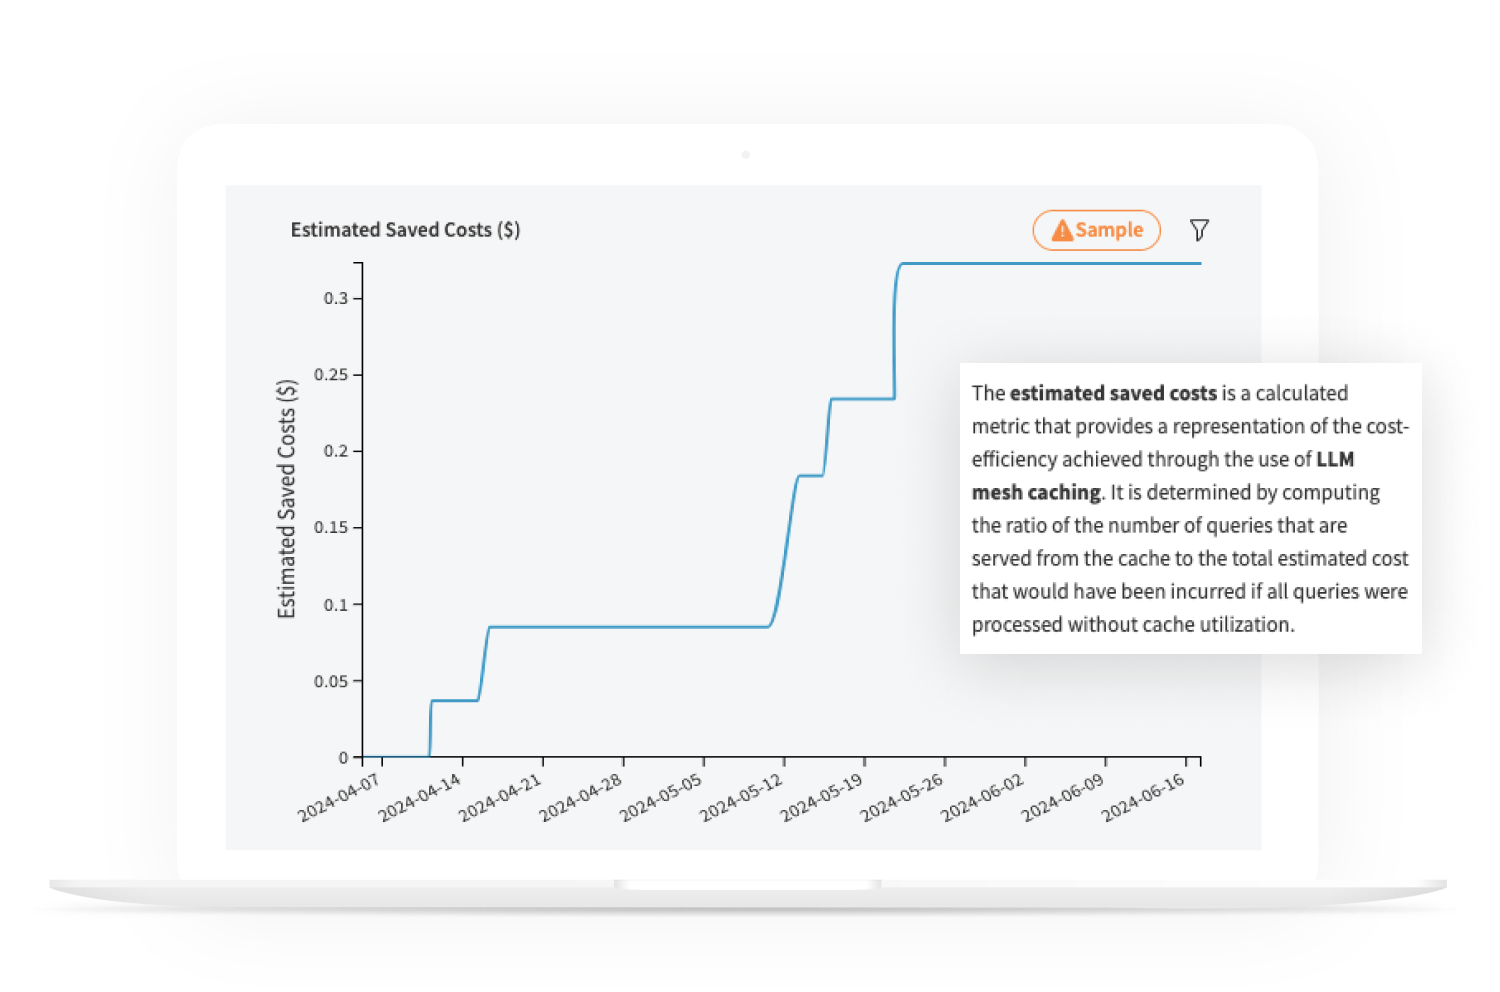 Estimated Saved Costs ($)
Sample
Estimated Saved Costs ($)
0.3
0.25
0.2
0.15
0.1
0.05
0
2024-04-07
2024-04-14
2024-04-21
2024-04-28
2024-05-05
2024-05-12
2024-05-19
2024-05-26
2024-06-02
2024-06-09
2024-06-16
The estimated saved costs is a calculated
metric that provides a representation of the cost-
efficiency achieved through the use of LLM
mesh caching. It is determined by computing
the ratio of the number of queries that are
served from the cache to the total estimated cost
that would have been incurred if all queries were
processed without cache utilization.